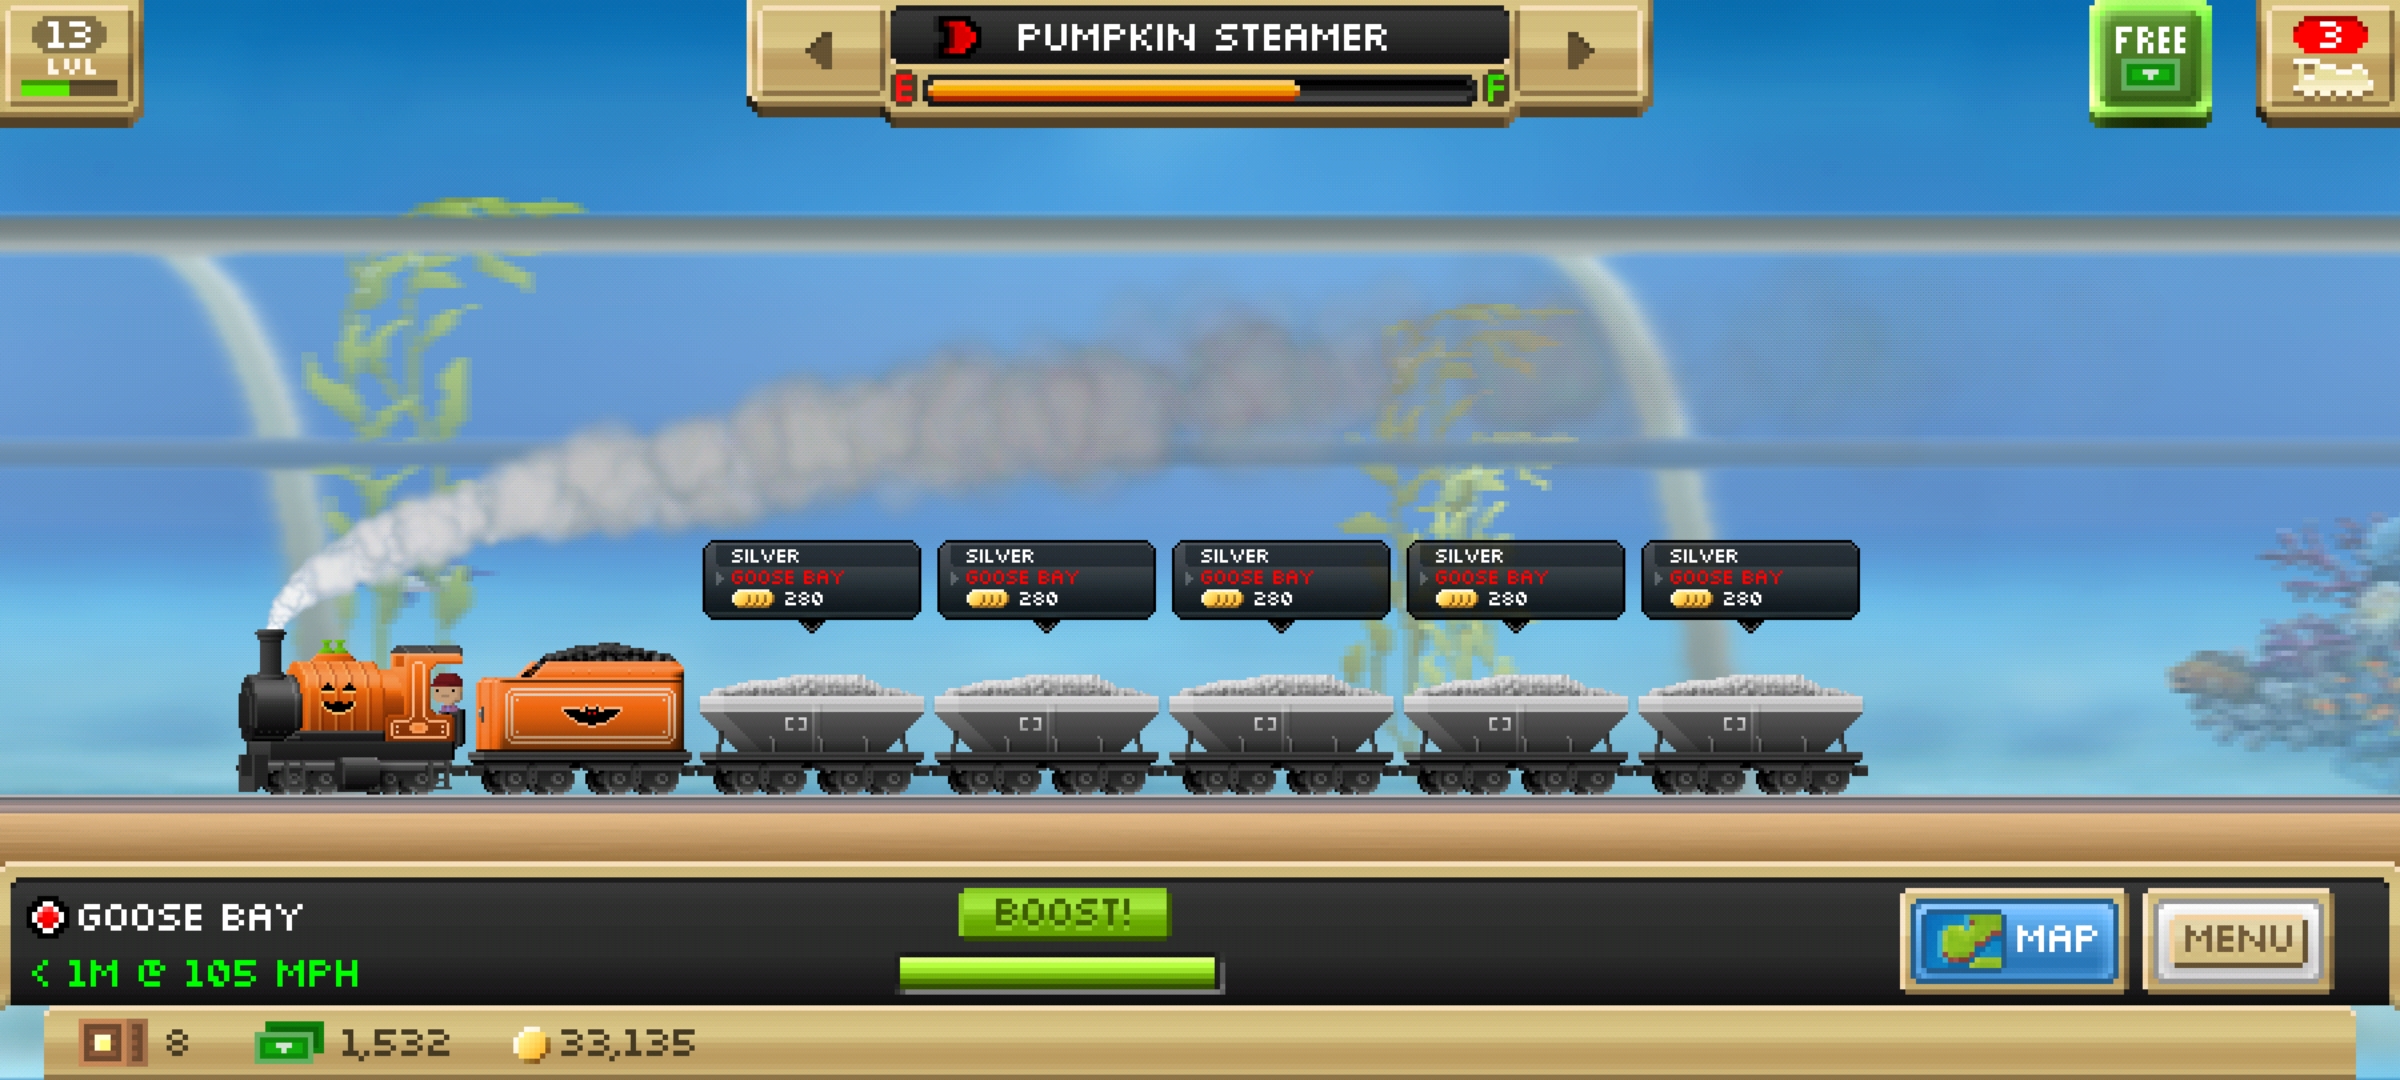 13
LVL
PUMPKIN STEAMER
E
F
FREE
3
SILVER
GOOSE BAY
280
SILVER
GOOSE BAY
280
SILVER
GOOSE BAY
280
SILVER
GOOSE BAY
280
SILVER
GOOSE BAY
280
GOOSE BAY
< 1M @ 105 MPH
BOOST!
MAP
MENU
8
1,532
33,135